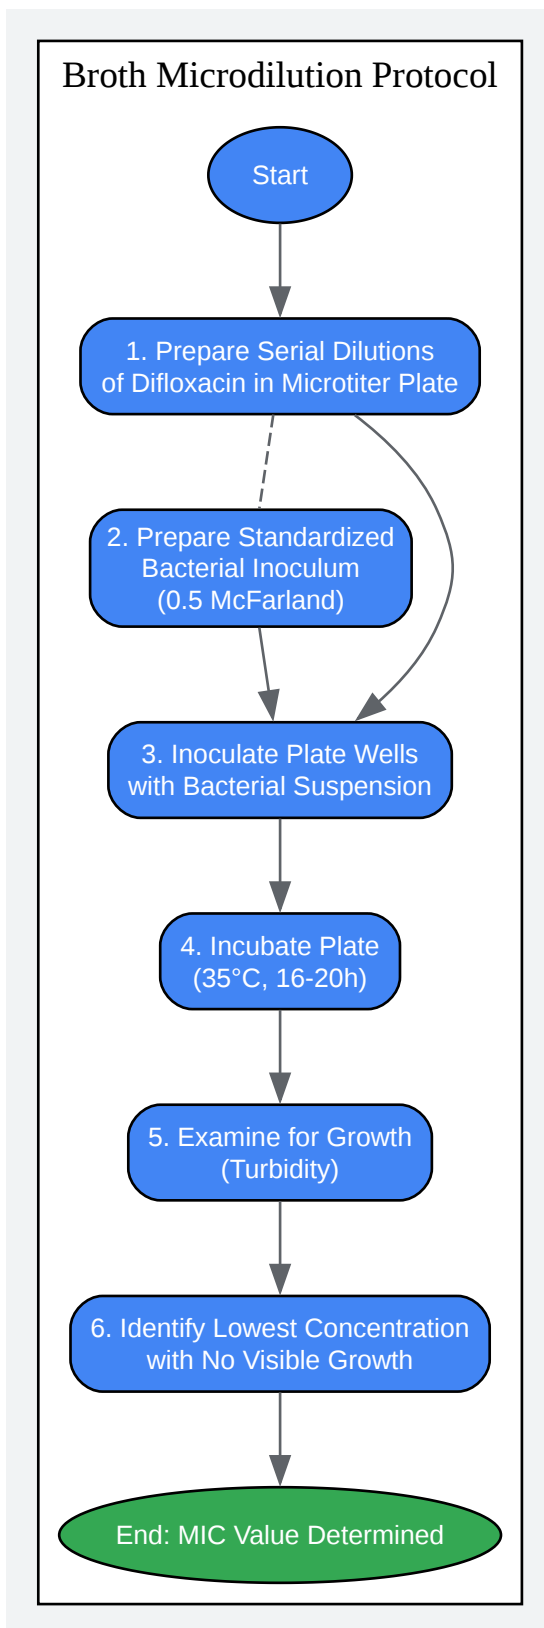 Broth Microdilution Protocol
Start
1. Prepare Serial Dilutions
of Difloxacin in Microtiter Plate
2. Prepare Standardized
Bacterial Inoculum
(0.5 McFarland)
3. Inoculate Plate Wells
with Bacterial Suspension
4. Incubate Plate
(35°C, 16-20h)
5. Examine for Growth
(Turbidity)
6. Identify Lowest Concentration
with No Visible Growth
End: MIC Value Determined